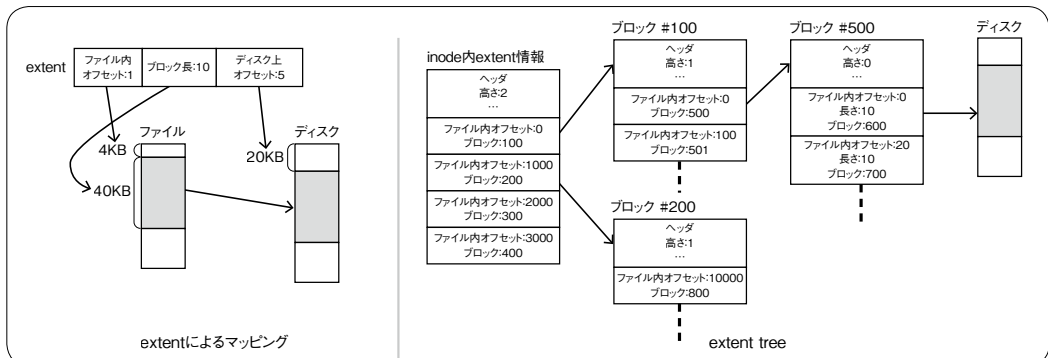 extent
ファイル内
オフセット:1
ブロック長:10
ディスク上
オフセット:5
ファイル
ディスク
4KB
20KB
40KB
extentによるマッピング
inode内extent情報
ヘッダ
高さ:2
…
ファイル内オフセット:0
ブロック:100
ファイル内オフセット:1000
ブロック:200
ファイル内オフセット:2000
ブロック:300
ファイル内オフセット:3000
ブロック:400
ブロック #100
ヘッダ
高さ:1
…
ファイル内オフセット:0
ブロック:500
ファイル内オフセット:100
ブロック:501
ブロック #200
ヘッダ
高さ:1
…
ファイル内オフセット:10000
ブロック:800
ブロック #500
ヘッダ
高さ:0
…
ファイル内オフセット:0
長さ:10
ブロック:600
ファイル内オフセット:20
長さ:10
ブロック:700
ディスク
extent tree